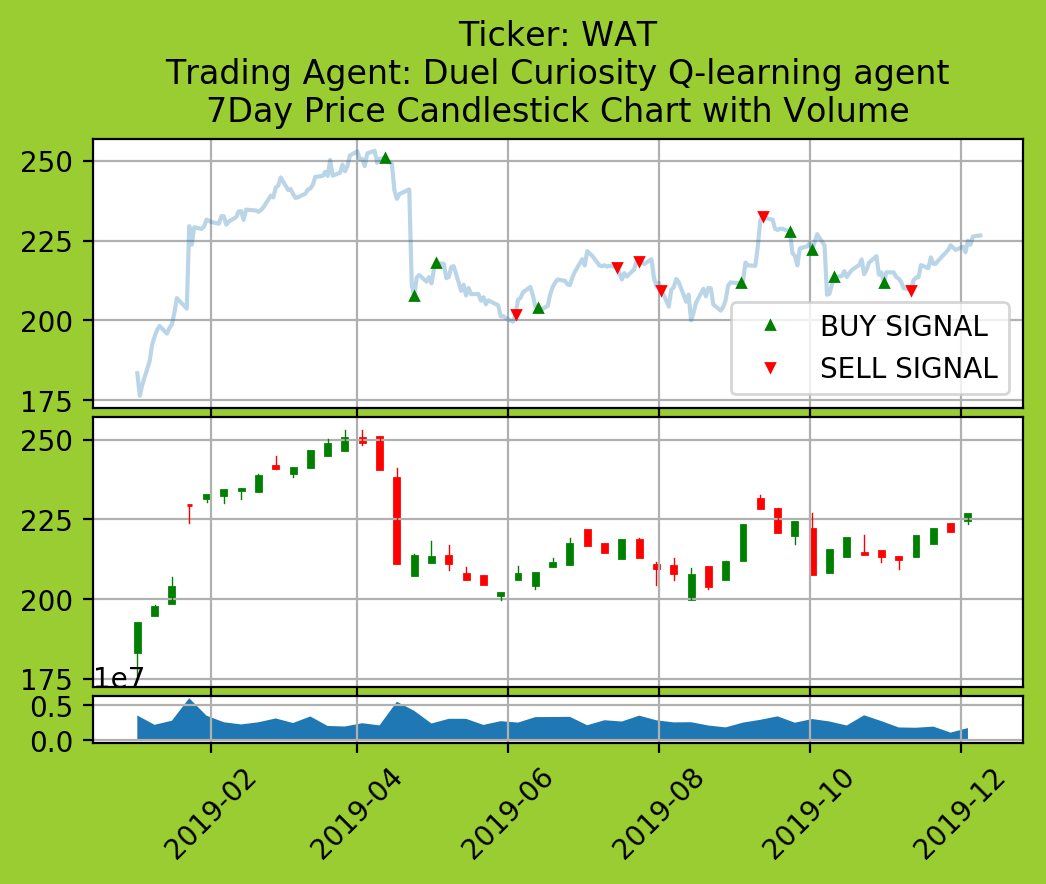 Ticker: WAT
Trading Agent: Duel Curiosity Q-learning agent
7Day Price Candlestick Chart with Volume
250
225
200
175
BUY SIGNAL
SELL SIGNAL
250
225
200
175
1e7
0.5
0.0
2019-02
2019-04
2019-06
2019-08
2019-10
2019-12